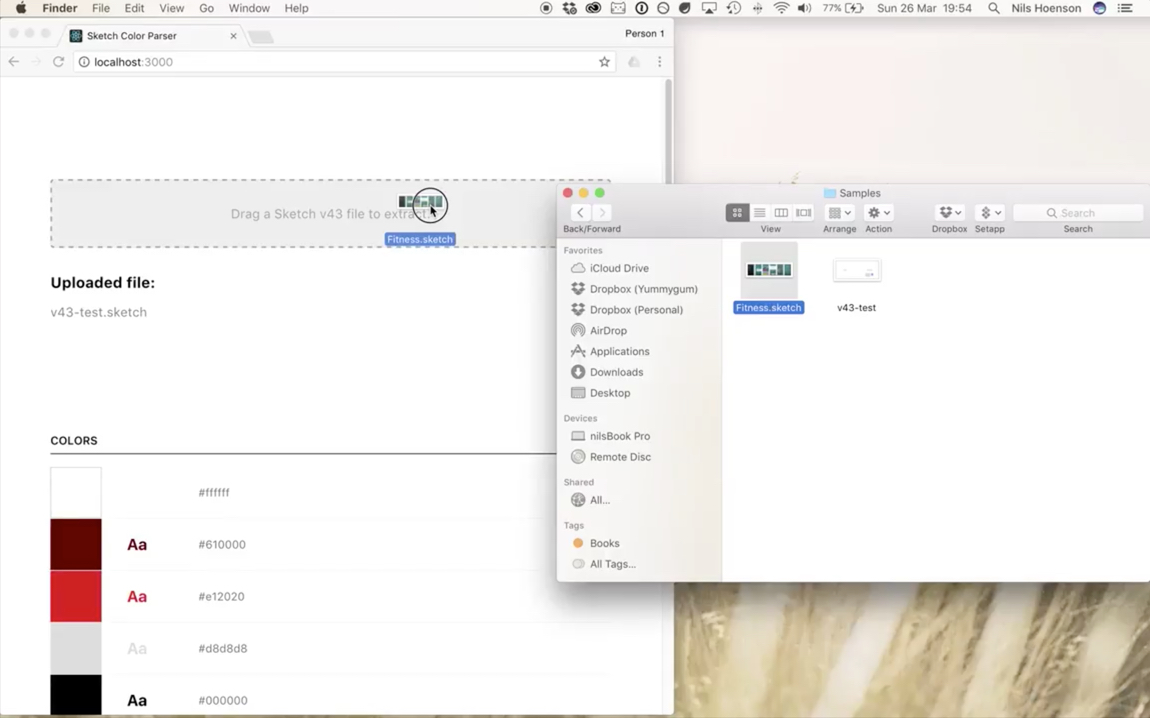 Finder File Edit View Go Window Help
77% Sun 26 Mar 19:54 Nils Hoenson
Sketch Color Parser
Person 1
localhost:3000
Drag a Sketch v43 file to extract
Fitness.sketch
Uploaded file:
v43-test.sketch
COLORS
#ffffff
Aa #610000
Aa #e12020
Aa #d8d8d8
Aa #000000
Samples
Search
Back/Forward View Arrange Action Dropbox Setapp Search
Favorites
iCloud Drive
Dropbox (Yummygum)
Dropbox (Personal)
AirDrop
Applications
Downloads
Desktop
Devices
nilsBook Pro
Remote Disc
Shared
All...
Tags
Books
All Tags...
Fitness.sketch
v43-test